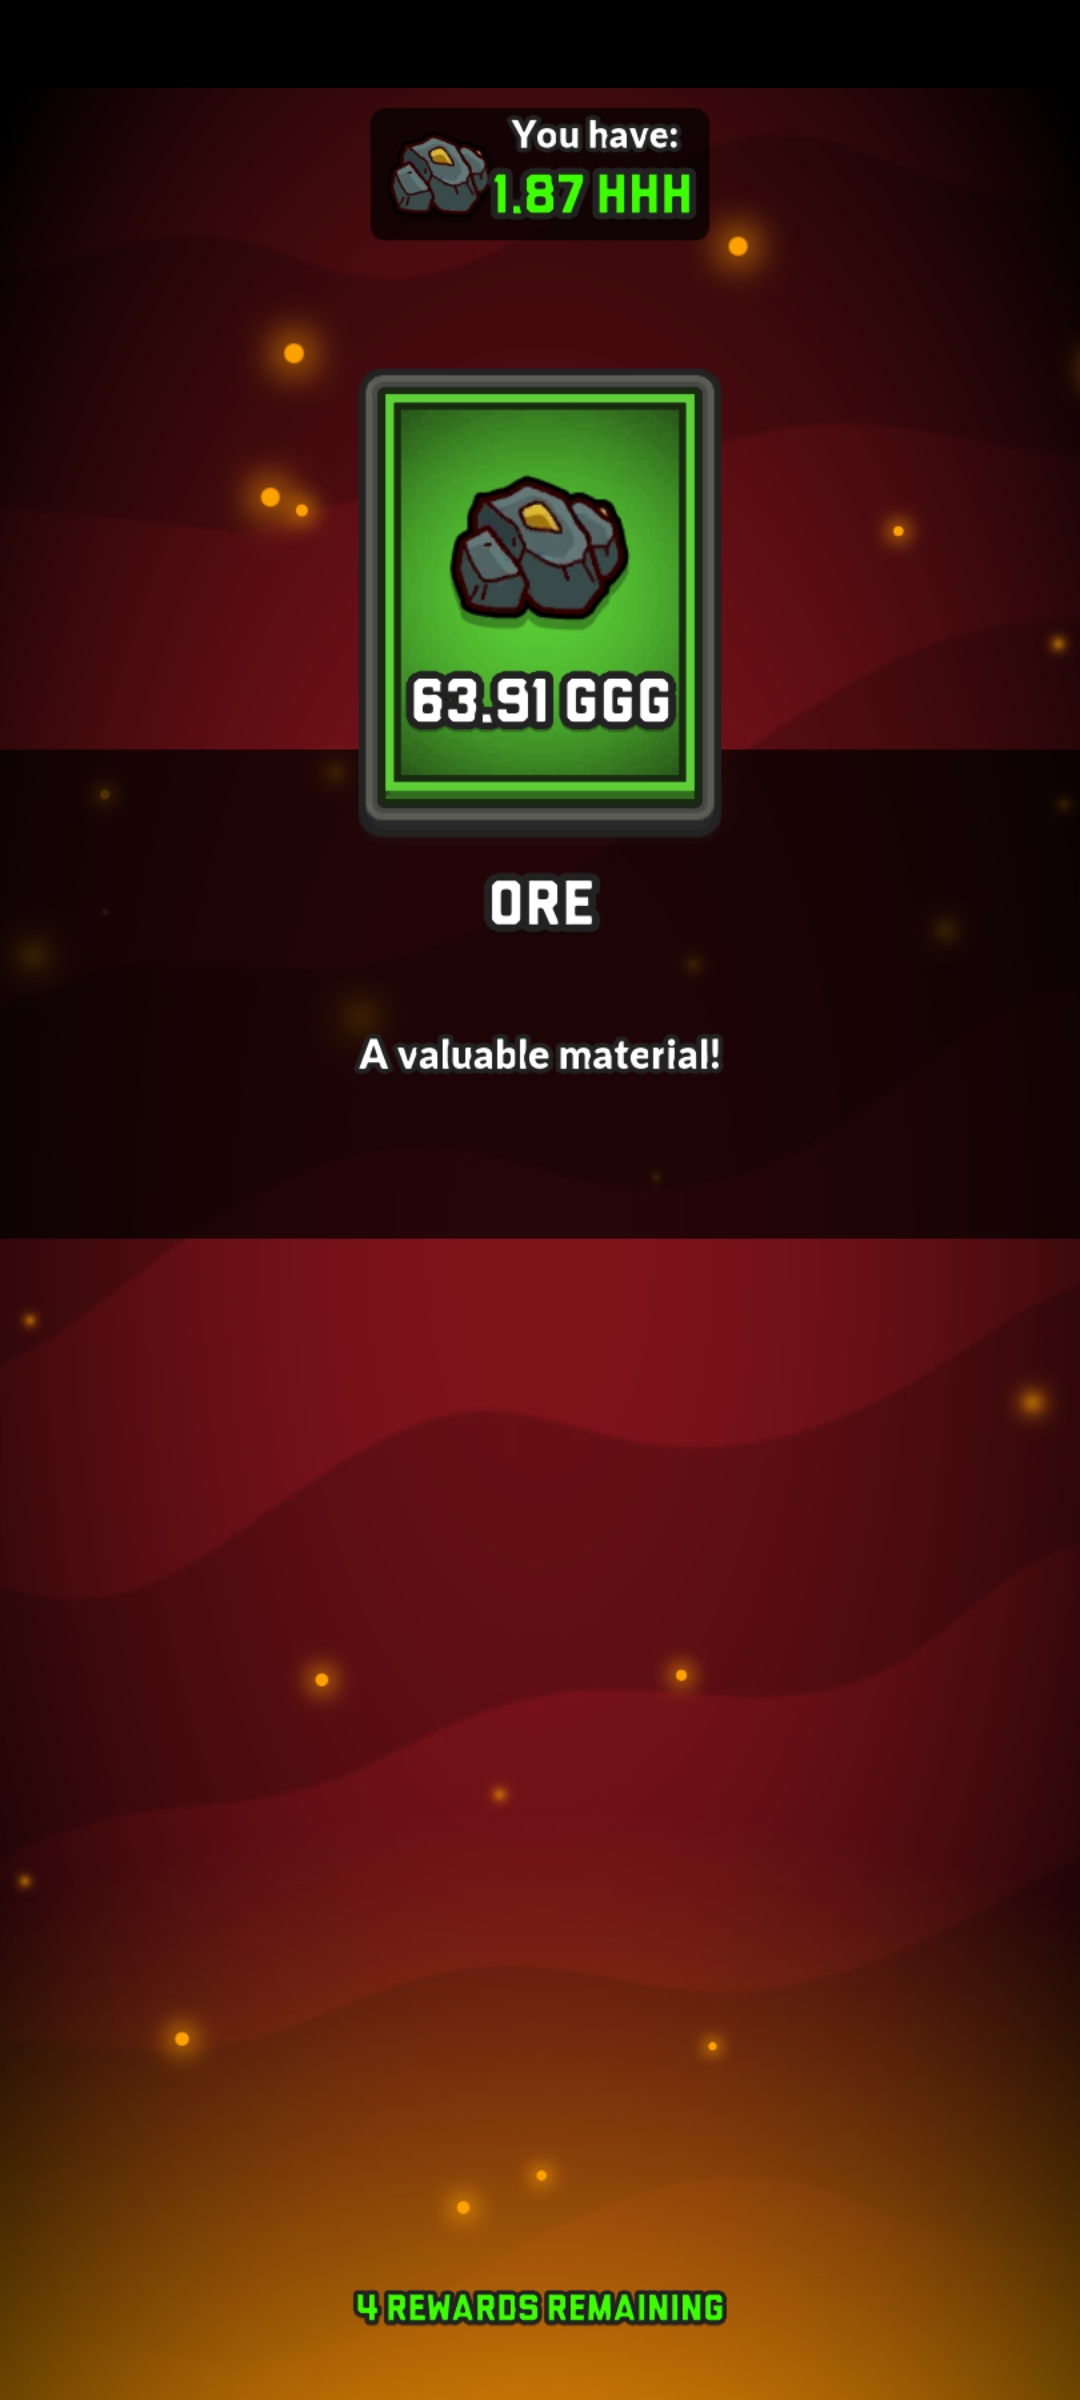 You have:
1.87 HHH
63.91 GGG
ORE
A valuable material!
4 REWARDS REMAINING